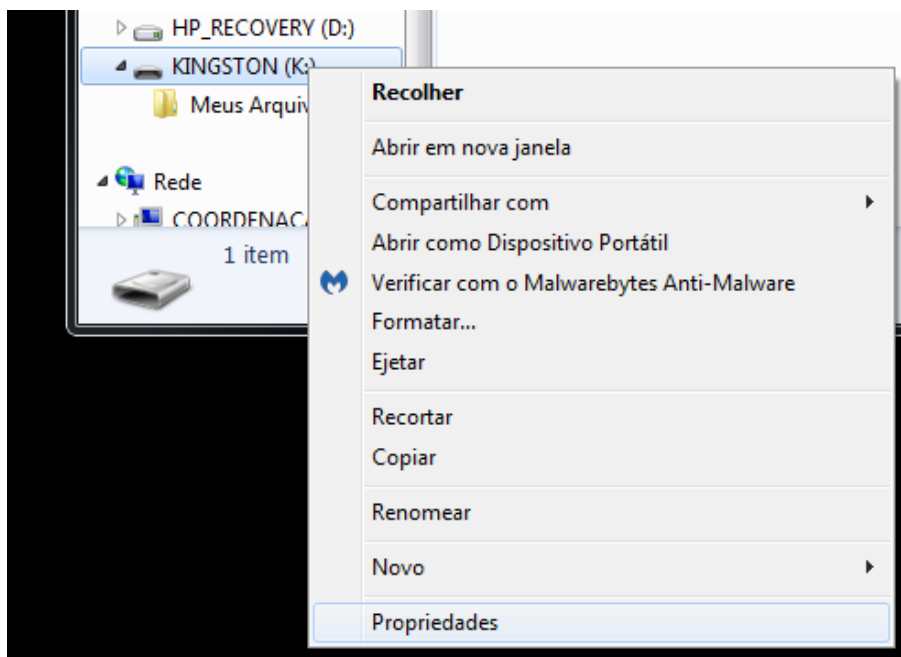 HP_RECOVERY (D:)
KINGSTON (K:)
Meus Arquiv
Rede
COORDENAC
1 item
Recolher
Abrir em nova janela
Compartilhar com
Abrir como Dispositivo Portátil
Verificar com o Malwarebytes Anti-Malware
Formatar...
Ejetar
Recortar
Copiar
Renomear
Novo
Propriedades